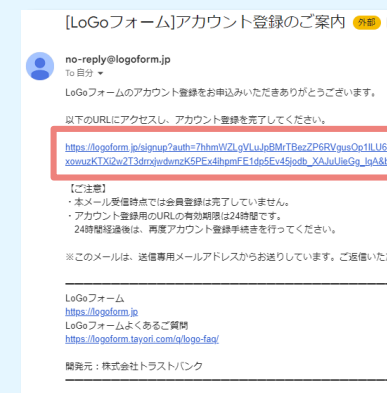 [LoGoフォーム]アカウント登録のご案内 外部
no-reply@logoform.jp
To 自分
LoGoフォームのアカウント登録をお申込みいただきありがとうございます。
以下のURLにアクセスし、アカウント登録を完了してください。
https://logoform.jp/signup?auth=7hhmWZLgVLuJpBMrTBezZP6RVgusOp1ILU6
xowuzKTXi2w2T3drrxjwdwnzK5PEx4ihpmFE1dp5Ev45jodb_XAJuUieGg_IqA&b
【ご注意】
・本メール受信時点では会員登録は完了していません。
・アカウント登録用のURLの有効期限は24時間です。
24時間経過後は、再度アカウント登録手続きを行ってください。
※このメールは、送信専用メールアドレスからお送りしています。ご返信いた
LoGoフォーム
https://logoform.jp
LoGoフォームよくあるご質問
https://logoform.tayori.com/q/logo-faq/
開発元：株式会社トラストバンク